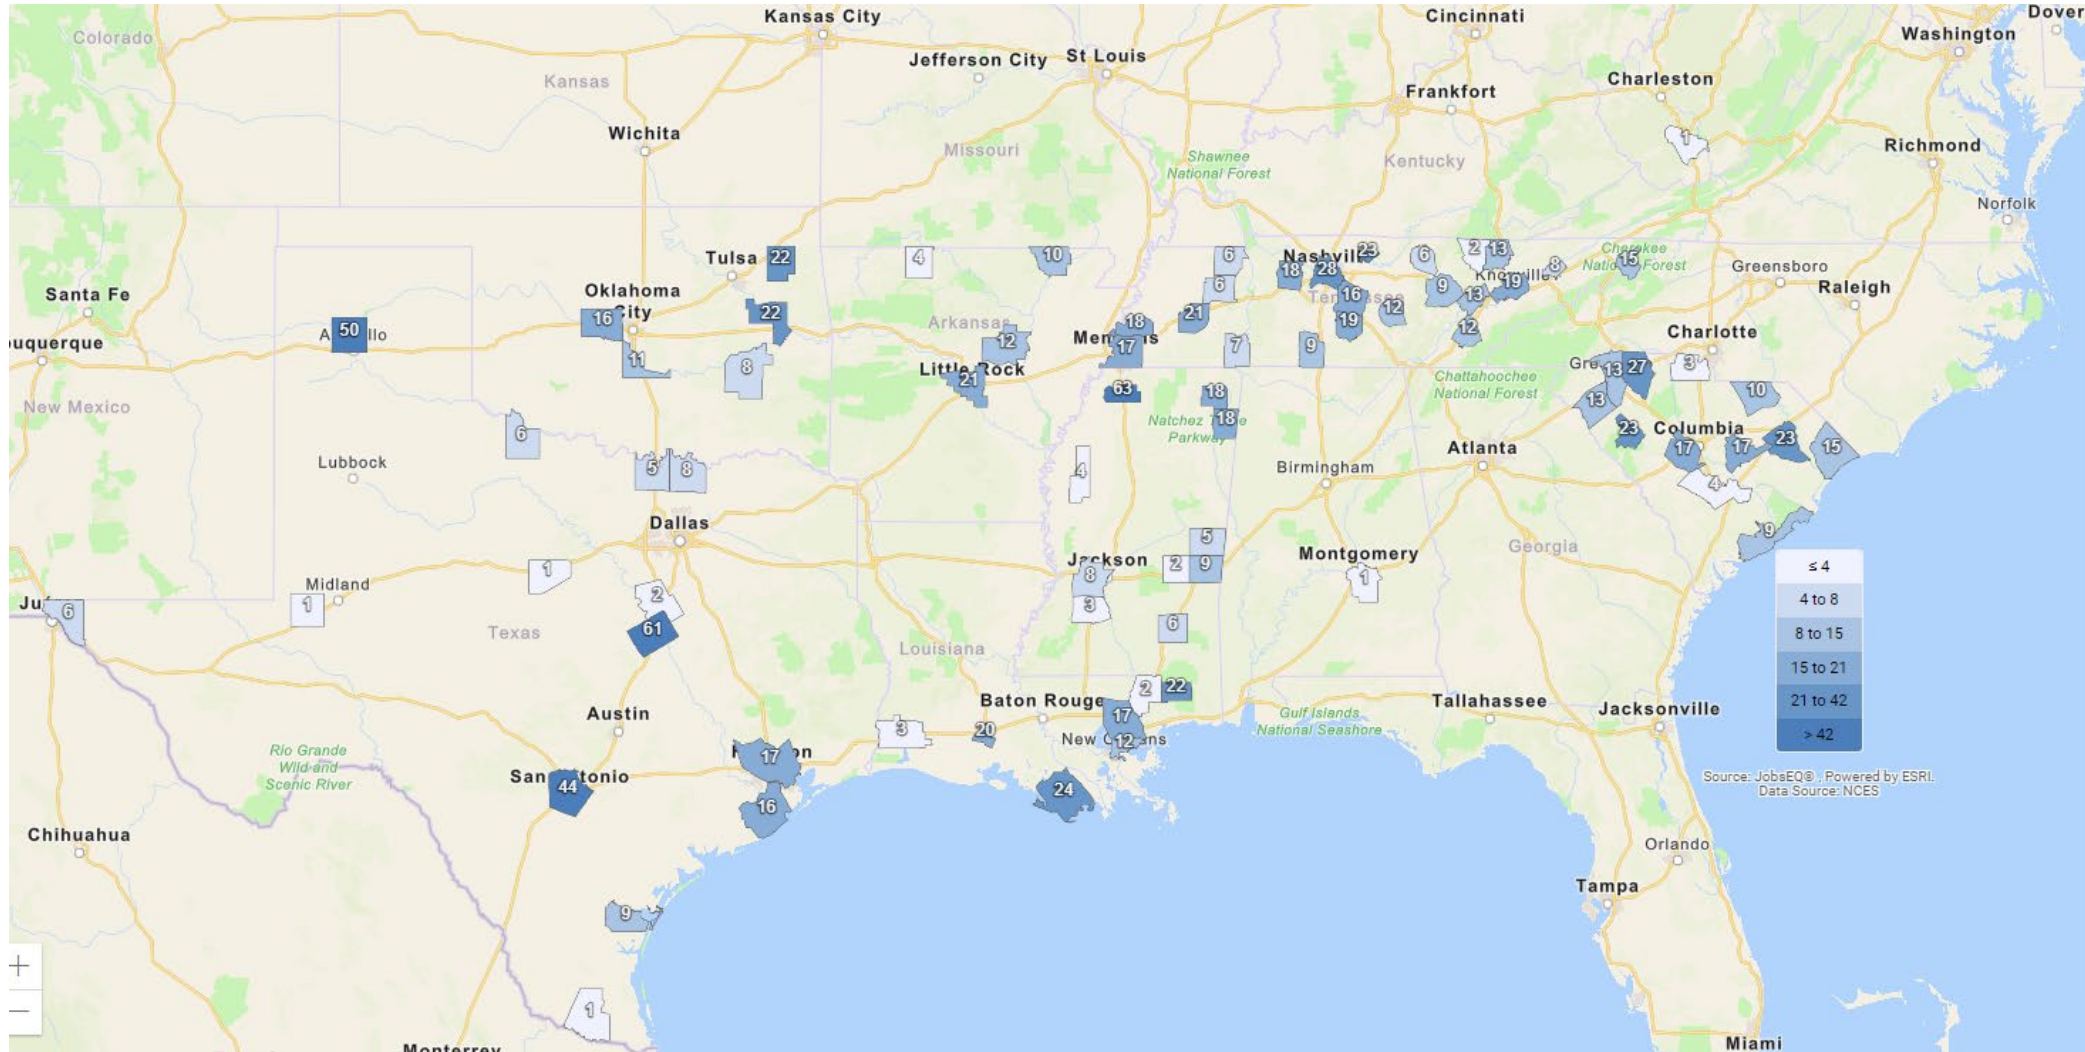 Kansas City
Cincinnati
Dover
Washington
Colorado
Jefferson City
St Louis
Kansas
Charleston
Frankfort
Wichita
1
Richmond
Missouri
Shawnee
National Forest
Kentucky
Norfolk
Tulsa
22
4
10
6
Nashville
23
6
2
13
Cherokee
National Forest
15
8
Greensboro
18
28
Knoxville
19
Santa Fe
Oklahoma
City
6
9
13
Raleigh
16
Tennessee
16
22
21
12
50
Arkansas
18
19
12
Charlotte
uquerque
Memphis
17
12
7
9
11
8
Little Rock
21
13
27
3
63
Chattahoochee
National Forest
New Mexico
18
13
10
Natchez Trace
Parkway
18
23
Columbia
6
Atlanta
17
17
23
15
Lubbock
5
8
4
Birmingham
4
Dallas
5
9
Jackson
2
9
Montgomery
Georgia
1
Midland
8
1
≤ 4
1
2
3
4 to 8
6
Texas
61
6
8 to 15
Louisiana
15 to 21
2
22
Baton Rouge
Tallahassee
21 to 42
Austin
17
Gulf Islands
National Seashore
Jacksonville
3
20
New Orleans
12
> 42
Rio Grande
Wild and
Scenic River
Houston
17
San Antonio
44
24
16
Source: JobsEQ®, Powered by ESRI.
Data Source: NCES
Chihuahua
Orlando
Tampa
9
+
−
1
Monterrey
Miami